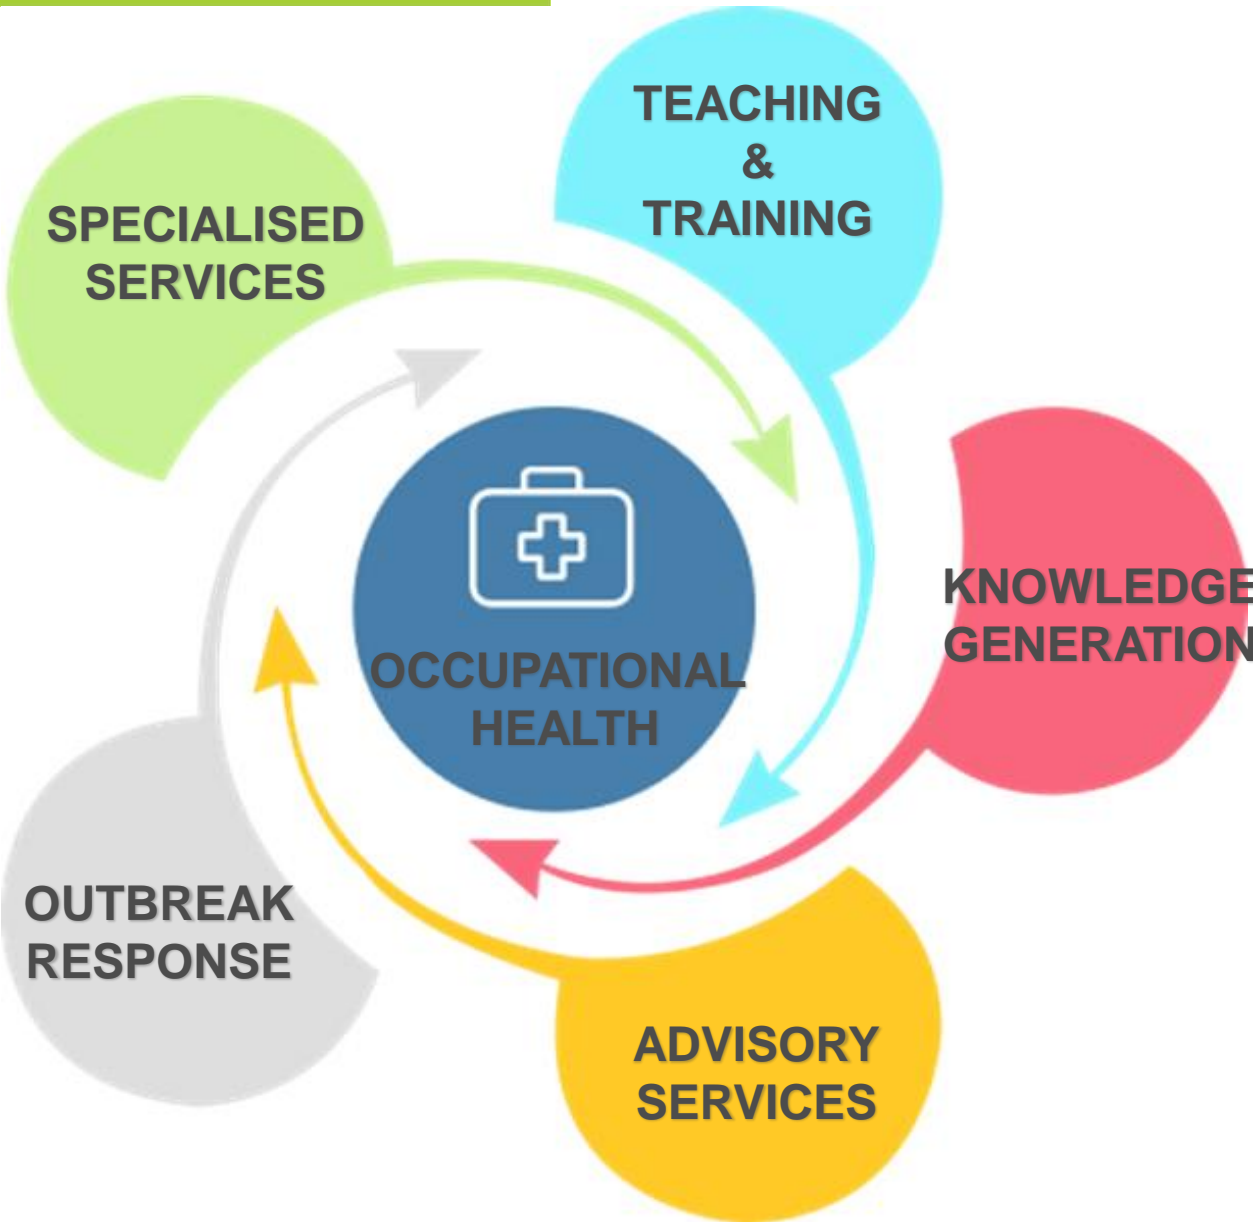 TEACHING
&
TRAINING
SPECIALISED
SERVICES
KNOWLEDGE
GENERATION
OCCUPATIONAL
HEALTH
OUTBREAK
RESPONSE
ADVISORY
SERVICES